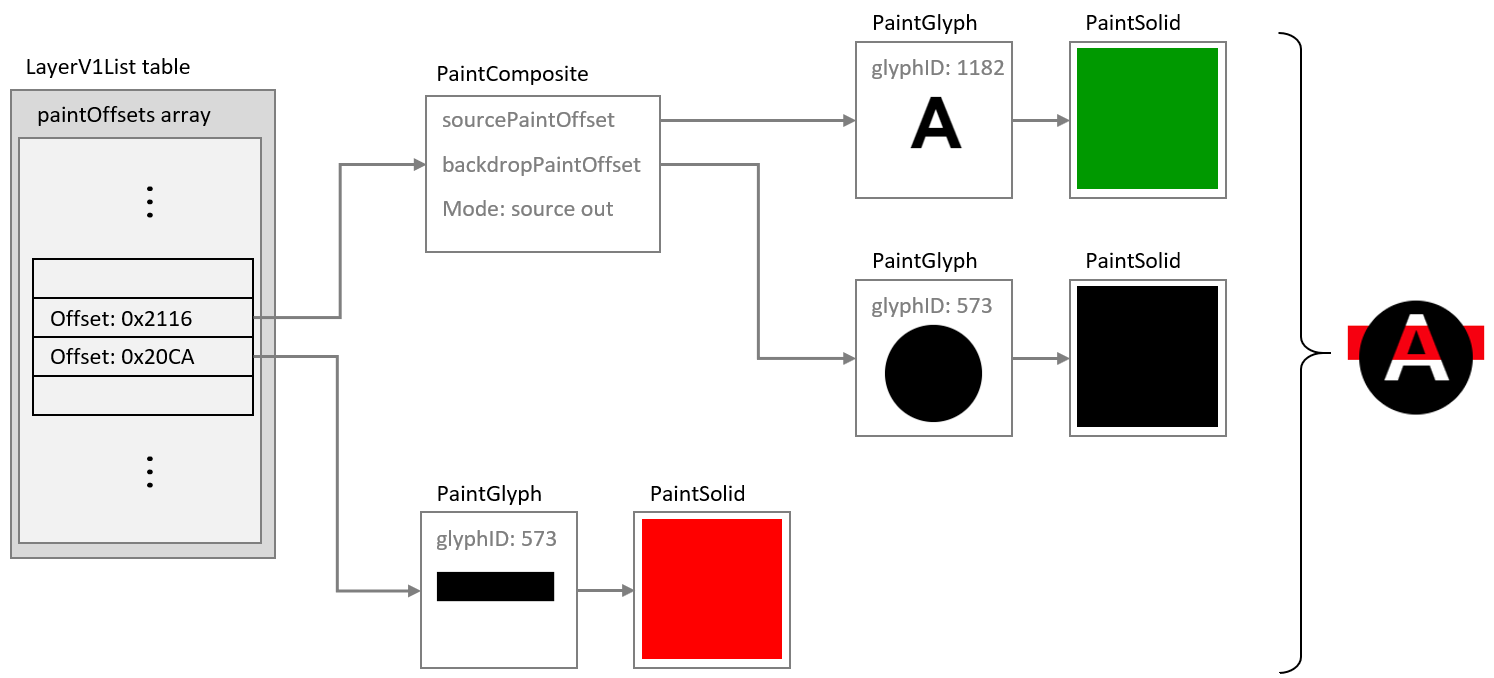 LayerV1List table
paintOffsets array
Offset: 0x2116
Offset: 0x20CA
PaintComposite
sourcePaintOffset
backdropPaintOffset
Mode: source out
PaintGlyph
glyphID: 1182
A
PaintSolid
PaintGlyph
glyphID: 573
PaintSolid
PaintGlyph
glyphID: 573
PaintSolid
A